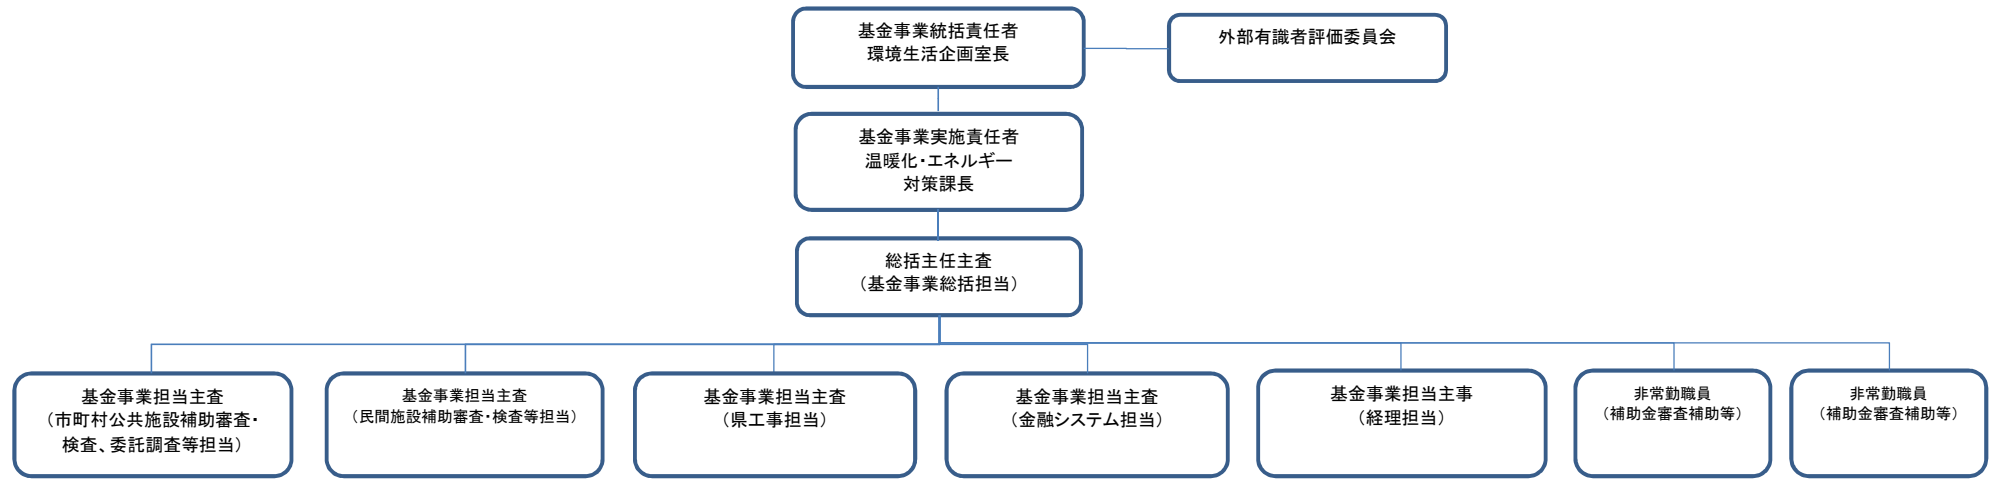 基金事業統括責任者
環境生活企画室長
外部有識者評価委員会
基金事業実施責任者
温暖化・エネルギー
対策課長
総括主任主査
（基金事業総括担当）
基金事業担当主査
（市町村公共施設補助審査・
検査、委託調査等担当）
基金事業担当主査
（民間施設補助審査・検査等担当）
基金事業担当主査
（県工事担当）
基金事業担当主査
（金融システム担当）
基金事業担当主事
（経理担当）
非常勤職員
（補助金審査補助等）
非常勤職員
（補助金審査補助等）